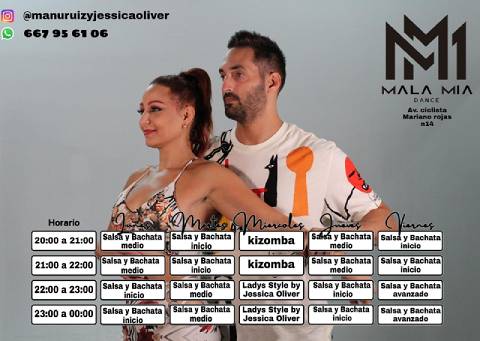 @manuruizyjessicaoliver
667 95 61 06
MM1
MALA MIA
DANCE
Av. ciclista
Mariano rojas
n14
Horario Lunes Martes Miercoles Jueves Viernes
20:00 a 21:00 Salsa y Bachata medio Salsa y Bachata inicio kizomba Salsa y Bachata medio Salsa y Bachata inicio
21:00 a 22:00 Salsa y Bachata medio Salsa y Bachata inicio kizomba Salsa y Bachata medio Salsa y Bachata inicio
22:00 a 23:00 Salsa y Bachata inicio Salsa y Bachata medio Ladys Style by Jessica Oliver Salsa y Bachata inicio Salsa y Bachata avanzado
23:00 a 00:00 Salsa y Bachata inicio Salsa y Bachata medio Ladys Style by Jessica Oliver Salsa y Bachata inicio Salsa y Bachata avanzado